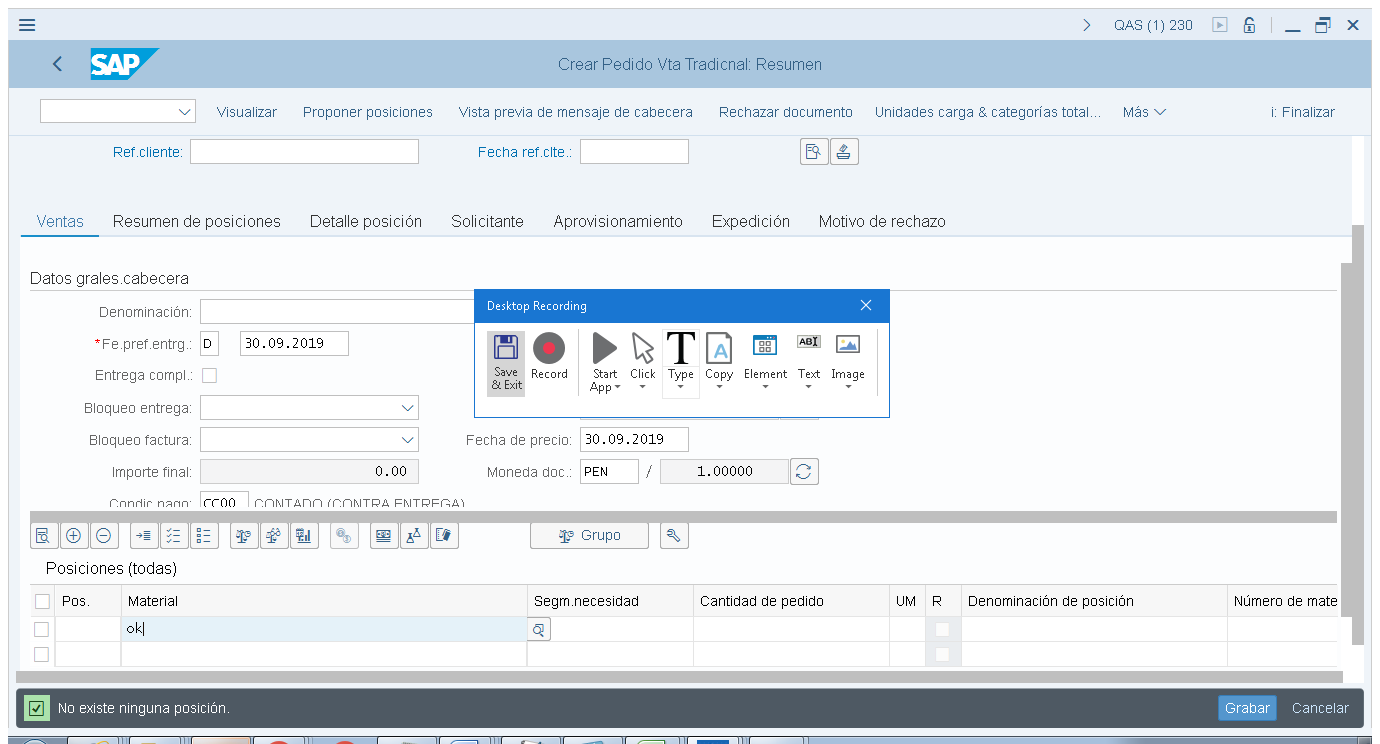 QAS (1) 230
SAP
Crear Pedido Vta Tradicnal: Resumen
Visualizar Proponer posiciones Vista previa de mensaje de cabecera Rechazar documento Unidades carga & categorías total... Más i: Finalizar
Ref.cliente: Fecha ref.clte.:
Ventas Resumen de posiciones Detalle posición Solicitante Aprovisionamiento Expedición Motivo de rechazo
Datos grales.cabecera
Denominación:
*Fe.pref.entrg.: D 30.09.2019
Entrega compl.:
Bloqueo entrega:
Bloqueo factura: Fecha de precio: 30.09.2019
Importe final: 0.00 Moneda doc.: PEN / 1.00000
Condic.pago: CC00 CONTADO (CONTRA ENTREGA)
Desktop Recording
Save & Exit Record Start App Click Type Copy Element Text Image
T A ABI
Grupo
Posiciones (todas)
Pos. Material Segm.necesidad Cantidad de pedido UM R Denominación de posición Número de mate
ok
No existe ninguna posición. Grabar Cancelar